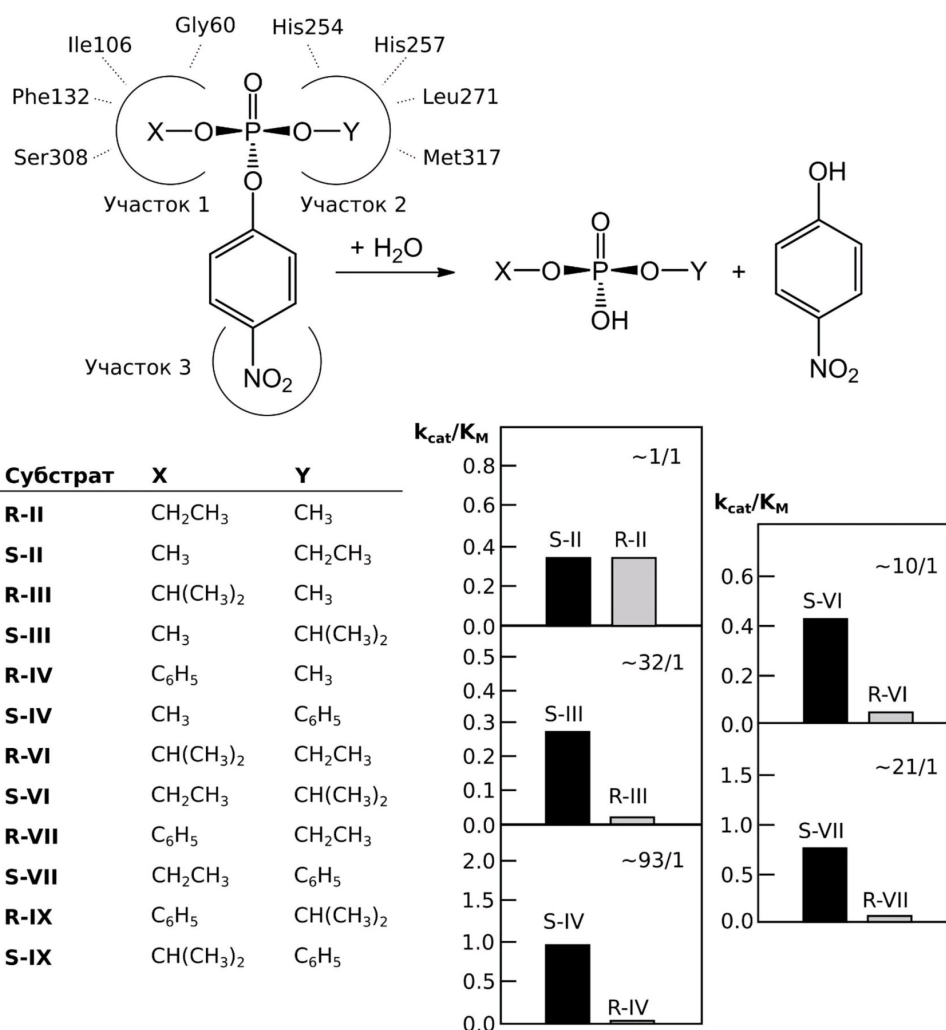 Gly60
His254
Ile106
His257
Phe132
Leu271
Ser308
Met317
O
X—O P O—Y
O
Участок 1
Участок 2
+ H₂O
NO₂
Участок 3
O
X—O P O—Y
OH
+
OH
NO₂
Субстрат X Y
R-II CH₂CH₃ CH₃
S-II CH₃ CH₂CH₃
R-III CH(CH₃)₂ CH₃
S-III CH₃ CH(CH₃)₂
R-IV C₆H₅ CH₃
S-IV CH₃ C₆H₅
R-VI CH(CH₃)₂ CH₂CH₃
S-VI CH₂CH₃ CH(CH₃)₂
R-VII C₆H₅ CH₂CH₃
S-VII CH₂CH₃ C₆H₅
R-IX C₆H₅ CH(CH₃)₂
S-IX CH(CH₃)₂ C₆H₅
k_cat/K_M
~1/1
0.8
0.6
0.4
0.2
0.0
S-II R-II
~32/1
0.5
0.4
0.3
0.2
0.1
0.0
S-III
R-III
~93/1
2.0
1.5
1.0
0.5
0.0
S-IV
R-IV
k_cat/K_M
~10/1
0.6
0.4
0.2
0.0
S-VI
R-VI
~21/1
1.5
1.0
0.5
0.0
S-VII
R-VII